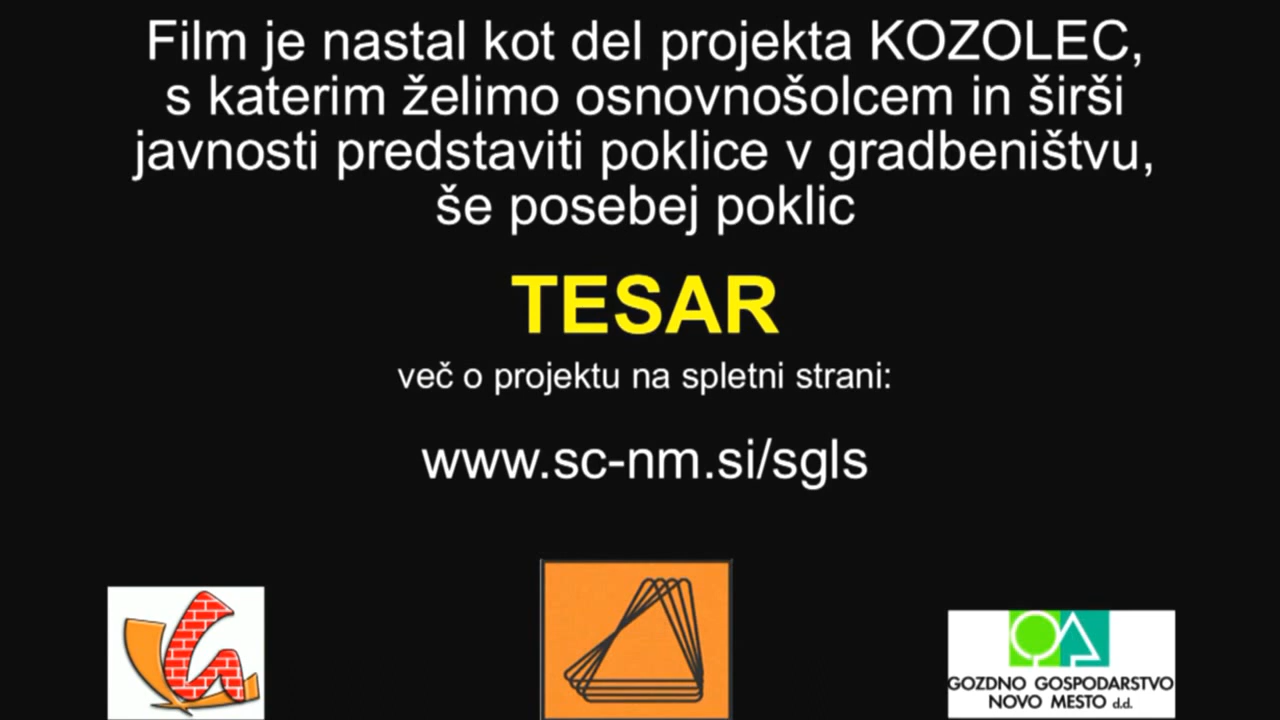 Film je nastal kot del projekta KOZOLEC,
s katerim želimo osnovnošolcem in širši
javnosti predstaviti poklice v gradbeništvu,
še posebej poklic
TESAR
več o projektu na spletni strani:
www.sc-nm.si/sgls
GOZDNO GOSPODARSTVO
NOVO MESTO d.d.